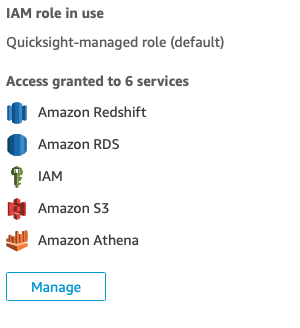 IAM role in use
Quicksight-managed role (default)
Access granted to 6 services
Amazon Redshift
Amazon RDS
IAM
Amazon S3
Amazon Athena
Manage